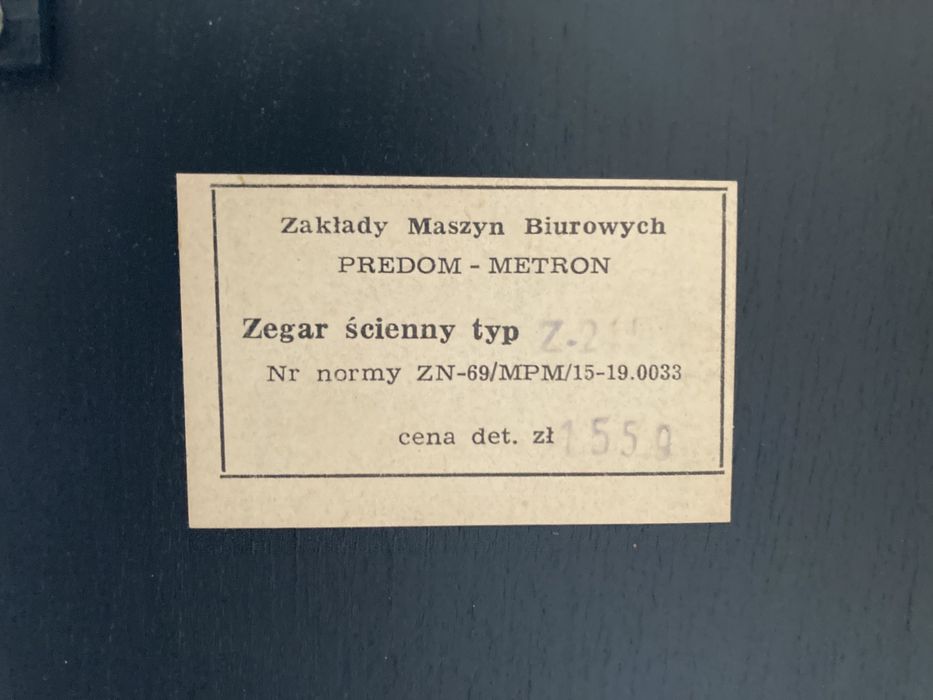 Zakłady Maszyn Biurowych
PREDOM - METRON
Zegar ścienny typ
Nr normy ZN-69/MPM/15-19.0033
cena det. zł